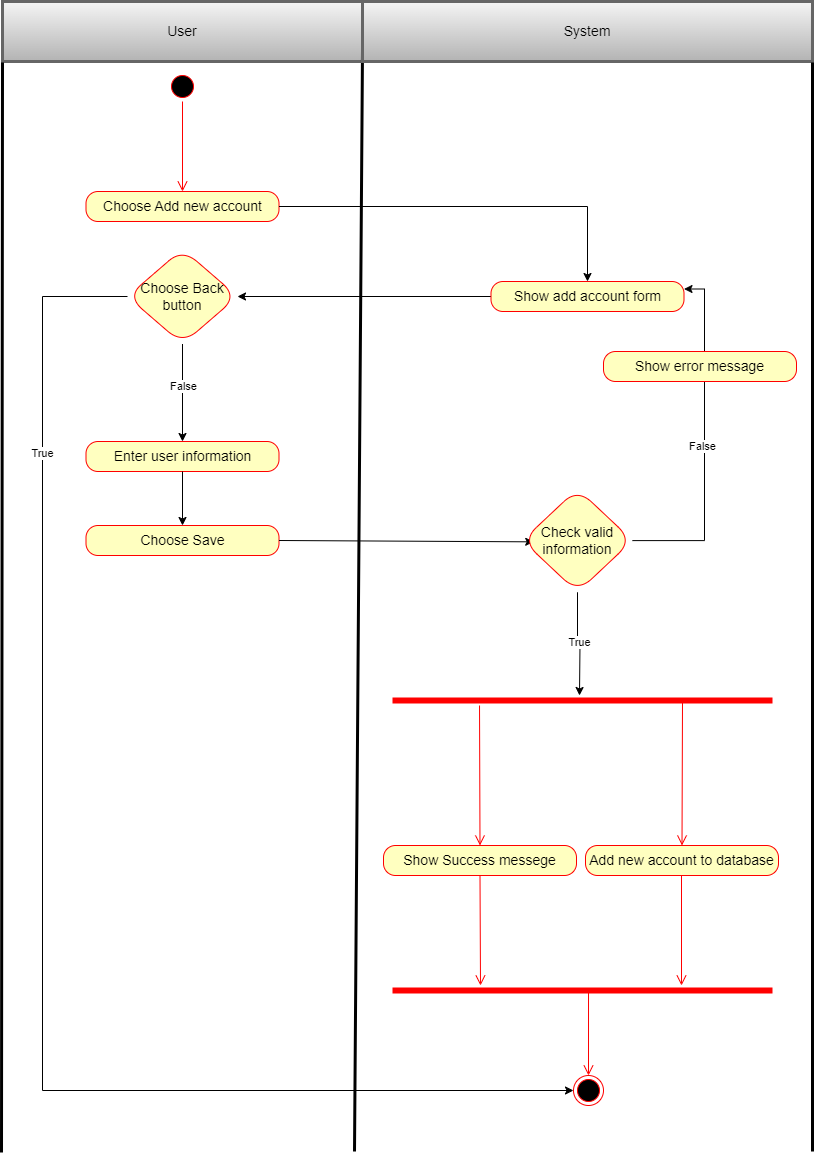 User
System
Choose Add new account
Choose Back
button
Show add account form
Show error message
False
True
Enter user information
False
Choose Save
Check valid
information
True
Show Success messege
Add new account to database